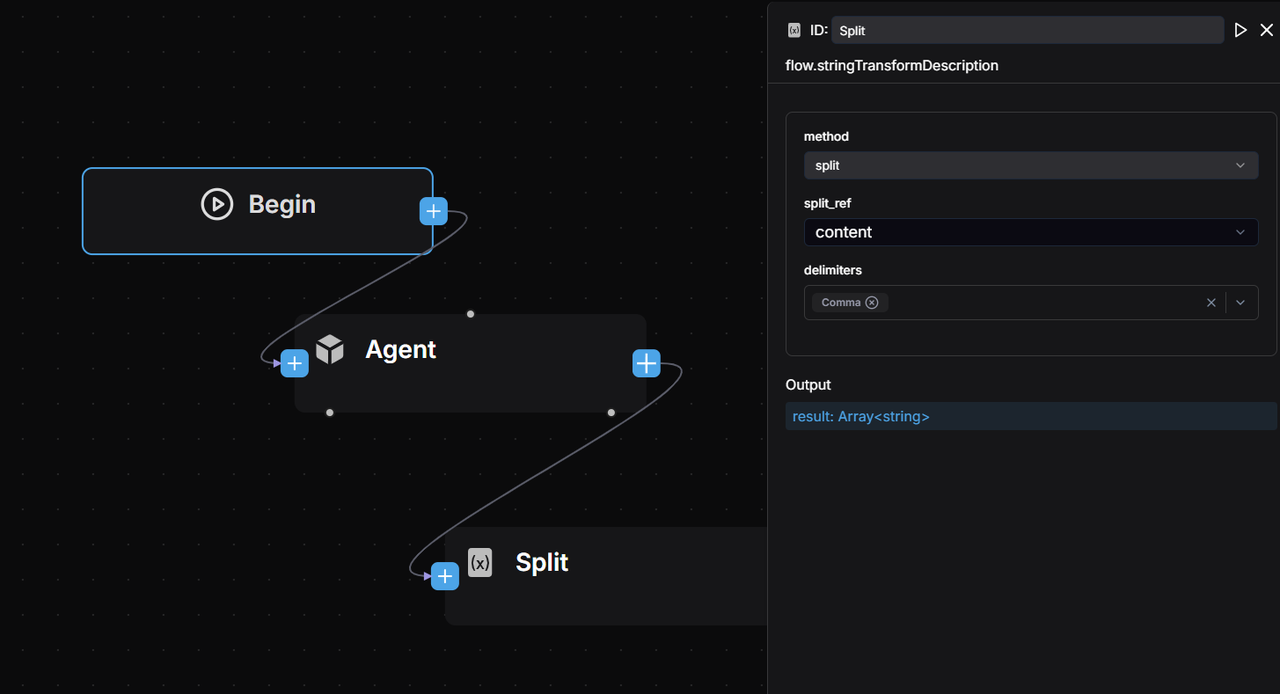 Begin
Agent
(x) Split
(x) ID: Split
flow.stringTransformDescription
method
split
split_ref
content
delimiters
Comma
Output
result: Array<string>